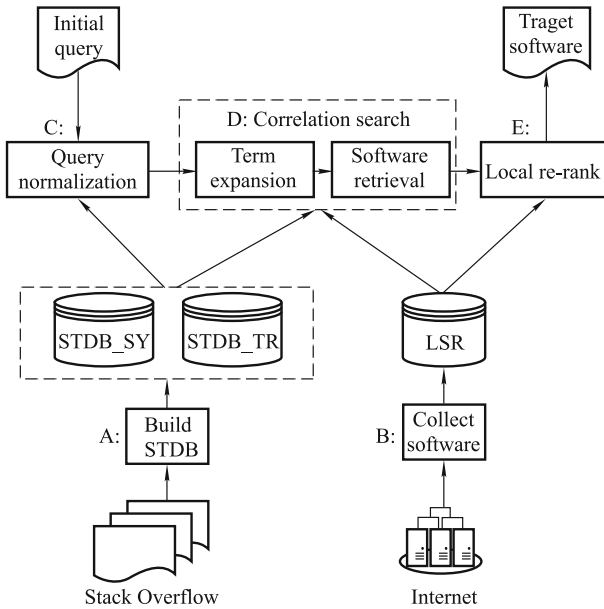 Initial
query
Traget
software
C:
D: Correlation search
E:
Query
normalization
Term
expansion
Software
retrieval
Local re-rank
STDB_SY
STDB_TR
LSR
A:
Build
STDB
B:
Collect
software
Stack Overflow
Internet